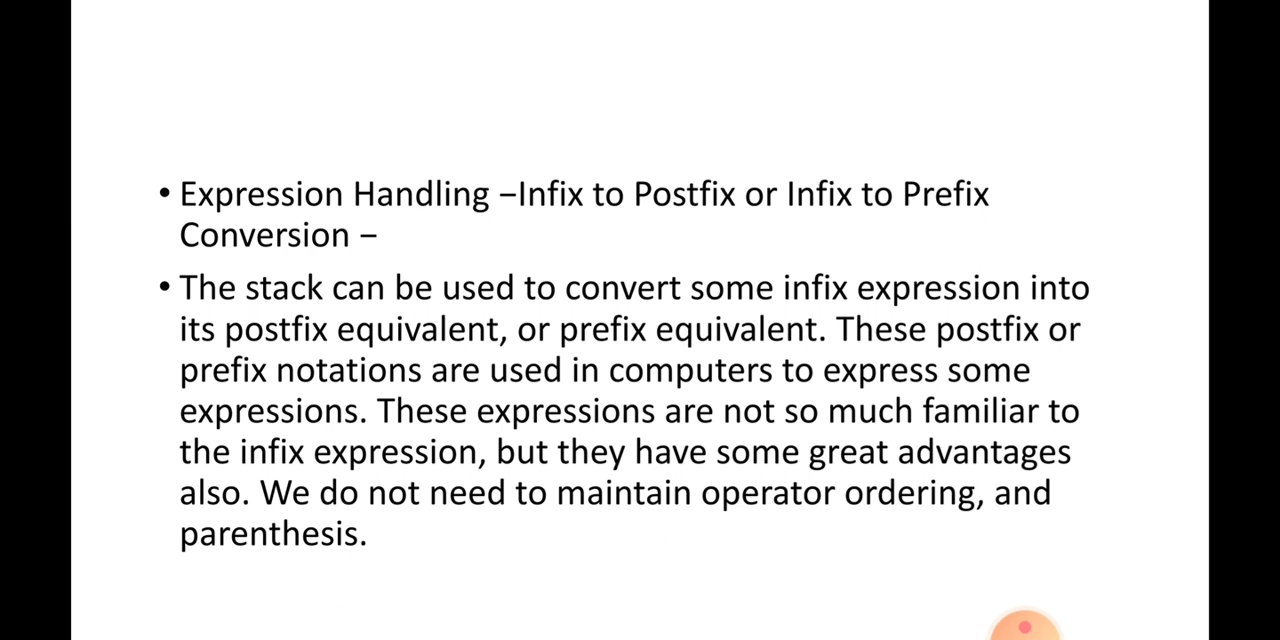 • Expression Handling −Infix to Postfix or Infix to Prefix
Conversion −
• The stack can be used to convert some infix expression into
its postfix equivalent, or prefix equivalent. These postfix or
prefix notations are used in computers to express some
expressions. These expressions are not so much familiar to
the infix expression, but they have some great advantages
also. We do not need to maintain operator ordering, and
parenthesis.